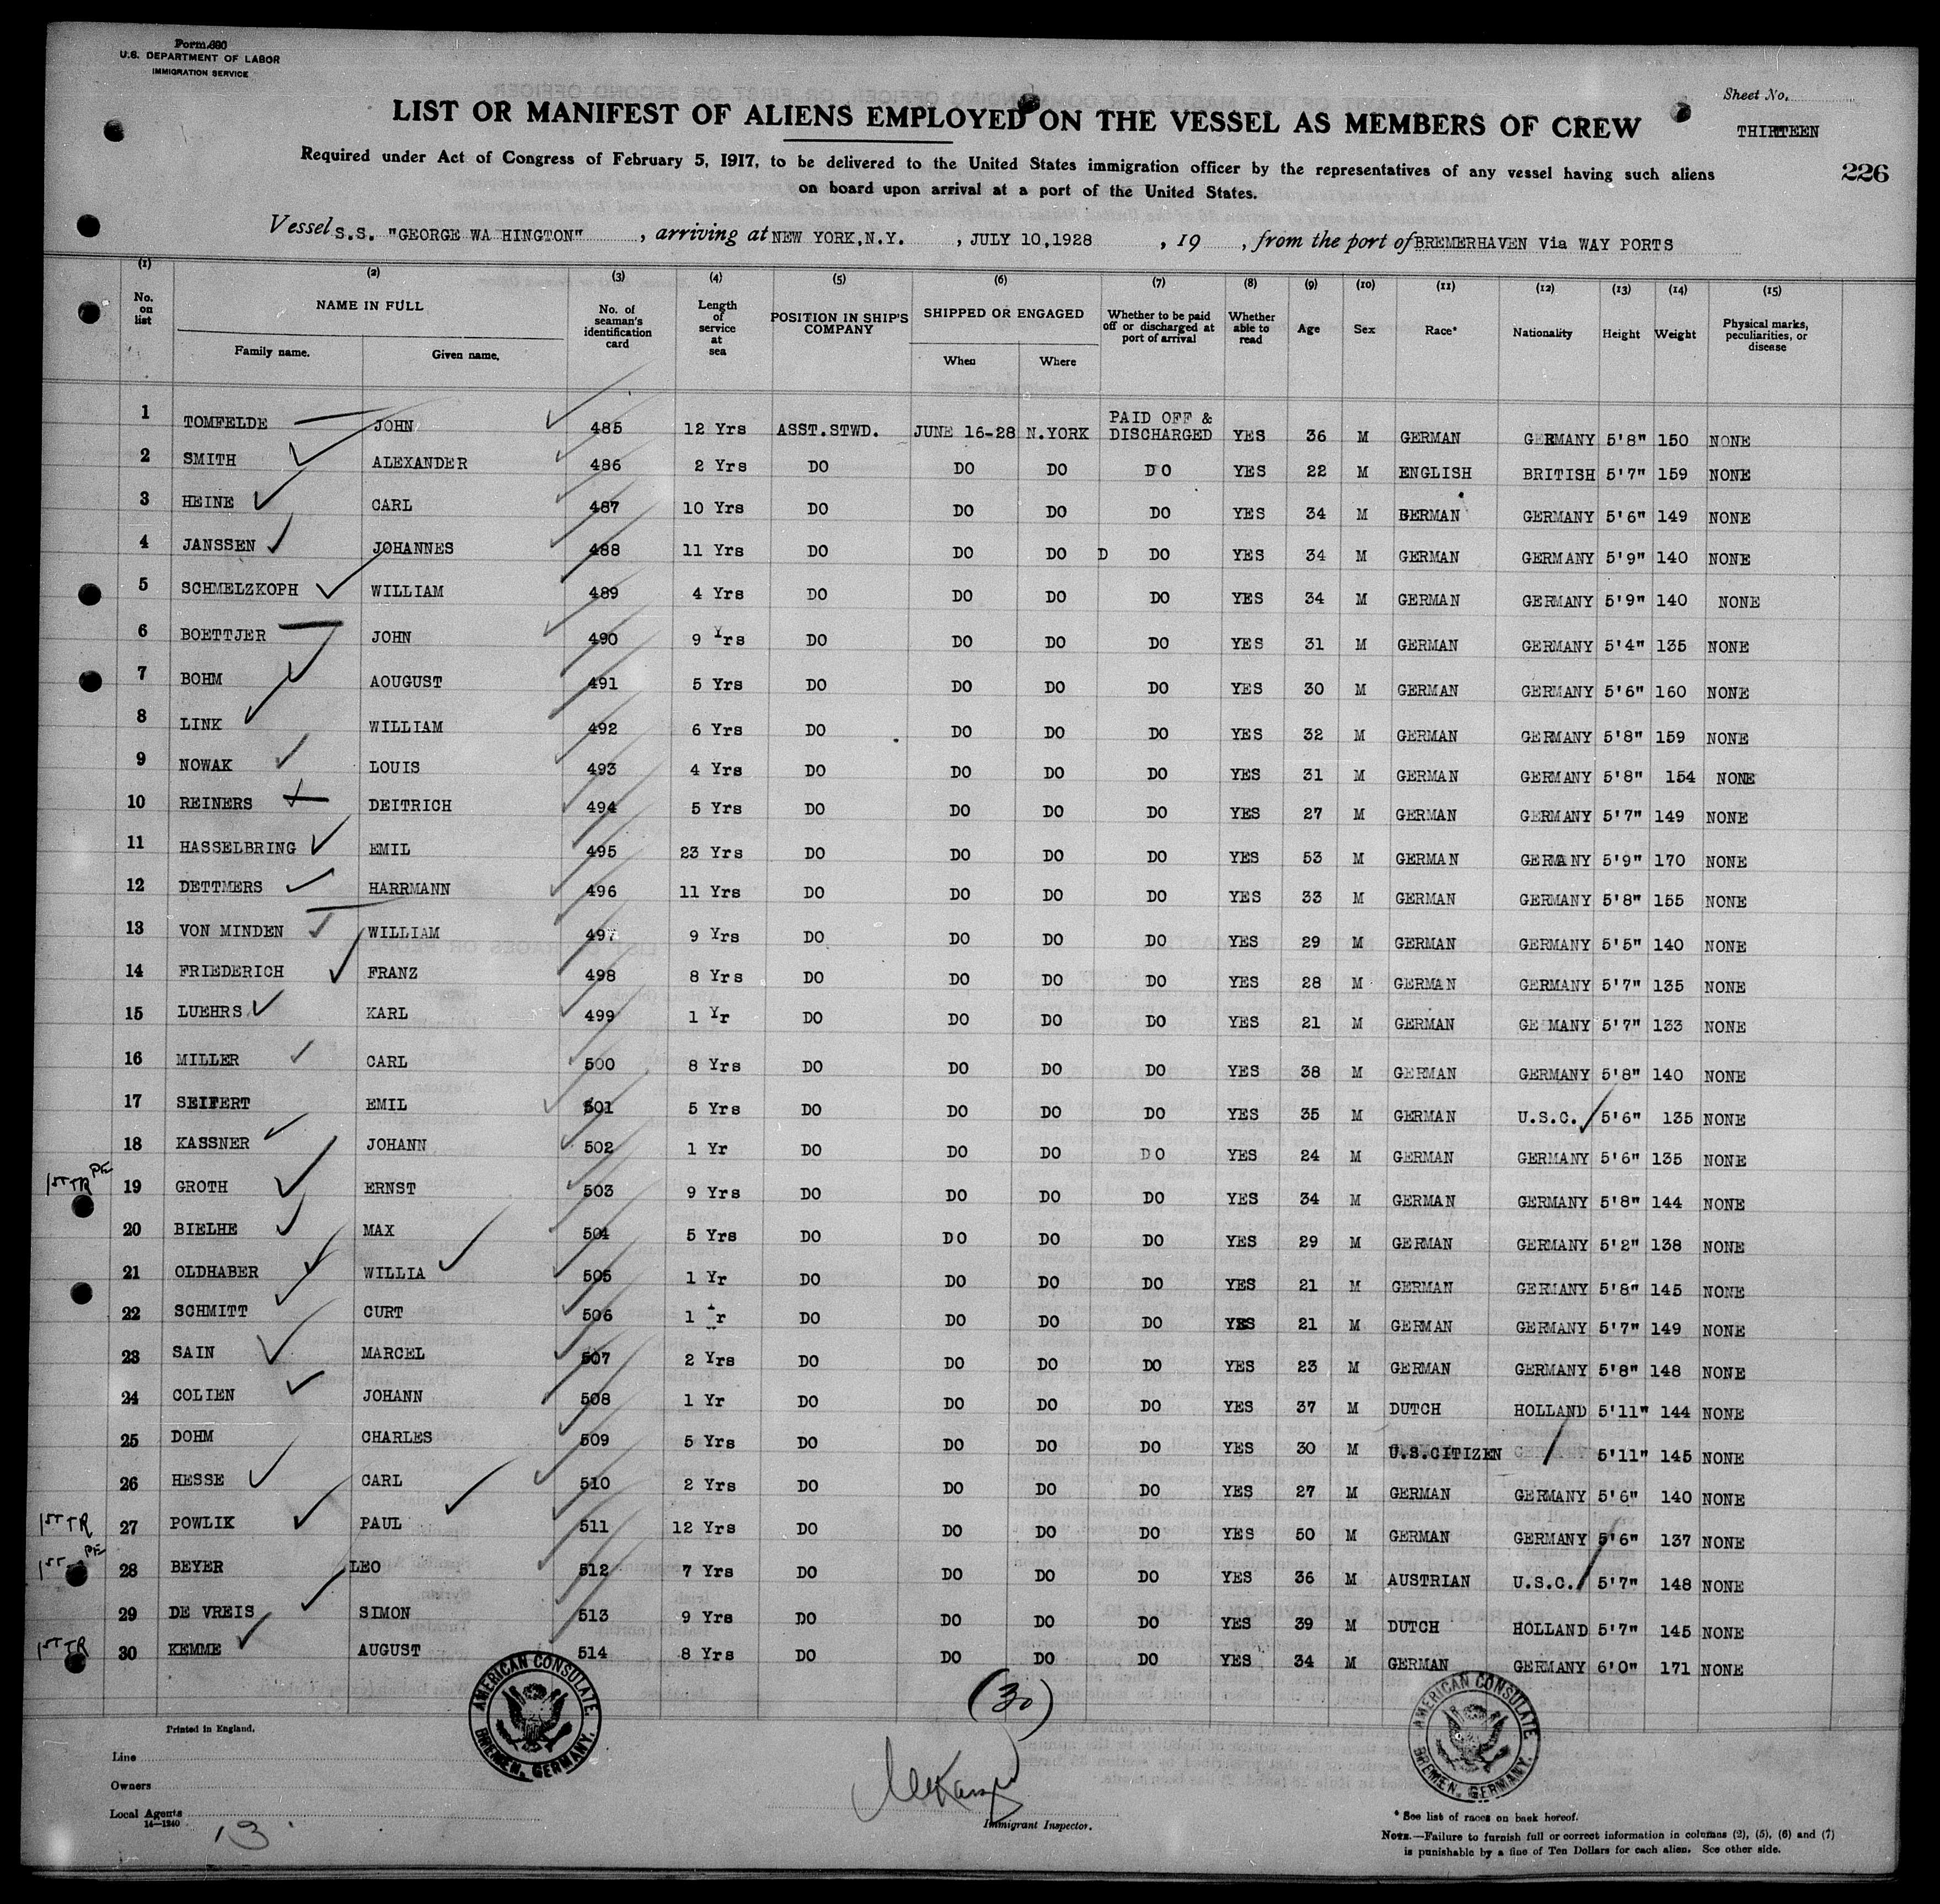 Form 680
U.S. DEPARTMENT OF LABOR
IMMIGRATION SERVICE
Sheet No.
THIRTEEN
226
LIST OR MANIFEST OF ALIENS EMPLOYED ON THE VESSEL AS MEMBERS OF CREW
Required under Act of Congress of February 5, 1917, to be delivered to the United States immigration officer by the representatives of any vessel having such aliens
on board upon arrival at a port of the United States.
Vessel S.S. "GEORGE WA HINGTON", arriving at NEW YORK,N.Y., JULY 10,1928, 19, from the port of BREMERHAVEN Via WAY PORTS
(1) (2) (3) (4) (5) (6) (7) (8) (9) (10) (11) (12) (13) (14) (15)
No. on list NAME IN FULL Family name. Given name. No. of seaman's identification card Length of service at sea POSITION IN SHIP'S COMPANY SHIPPED OR ENGAGED When Where Whether to be paid off or discharged at port of arrival Whether able to read Age Sex Race* Nationality Height Weight Physical marks, peculiarities, or disease
1 TOMFELDE JOHN 485 12 Yrs ASST.STWD. JUNE 16-28 N.YORK PAID OFF & DISCHARGED YES 36 M GERMAN GERMANY 5'8" 150 NONE
2 SMITH ALEXANDER 486 2 Yrs DO DO DO DO YES 22 M ENGLISH BRITISH 5'7" 159 NONE
3 HEINE CARL 487 10 Yrs DO DO DO DO YES 34 M GERMAN GERMANY 5'6" 149 NONE
4 JANSSEN JOHANNES 488 11 Yrs DO DO DO D DO YES 34 M GERMAN GERMANY 5'9" 140 NONE
5 SCHMELZKOPH WILLIAM 489 4 Yrs DO DO DO DO YES 34 M GERMAN GERMANY 5'9" 140 NONE
6 BOETTJER JOHN 490 9 Yrs DO DO DO DO YES 31 M GERMAN GERMANY 5'4" 135 NONE
7 BOHM AOUGUST 491 5 Yrs DO DO DO DO YES 30 M GERMAN GERMANY 5'6" 160 NONE
8 LINK WILLIAM 492 6 Yrs DO DO DO DO YES 32 M GERMAN GERMANY 5'8" 159 NONE
9 NOWAK LOUIS 493 4 Yrs DO DO DO DO YES 31 M GERMAN GERMANY 5'8" 154 NONE
10 REINERS DEITRICH 494 5 Yrs DO DO DO DO YES 27 M GERMAN GERMANY 5'7" 149 NONE
11 HASSELBRING EMIL 495 23 Yrs DO DO DO DO YES 53 M GERMAN GERMANY 5'9" 170 NONE
12 DETTMERS HARRMANN 496 11 Yrs DO DO DO DO YES 33 M GERMAN GERMANY 5'8" 155 NONE
13 VON MINDEN WILLIAM 497 9 Yrs DO DO DO DO YES 29 M GERMAN GERMANY 5'5" 140 NONE
14 FRIEDERICH FRANZ 498 8 Yrs DO DO DO DO YES 28 M GERMAN GERMANY 5'7" 135 NONE
15 LUEHRS KARL 499 1 Yr DO DO DO DO YES 21 M GERMAN GE MANY 5'7" 133 NONE
16 MILLER CARL 500 8 Yrs DO DO DO DO YES 38 M GERMAN GERMANY 5'8" 140 NONE
17 SEIFERT EMIL 501 5 Yrs DO DO DO DO YES 35 M GERMAN U.S.C. 5'6" 135 NONE
18 KASSNER JOHANN 502 1 Yr DO DO DO DO YES 24 M GERMAN GERMANY 5'6" 135 NONE
1ST TR PE 19 GROTH ERNST 503 9 Yrs DO DO DO DO YES 34 M GERMAN GERMANY 5'8" 144 NONE
20 BIELHE MAX 504 5 Yrs DO DO DO DO YES 29 M GERMAN GERMANY 5'2" 138 NONE
21 OLDHABER WILLIA 505 1 Yr DO DO DO DO YES 21 M GERMAN GERMANY 5'8" 145 NONE
22 SCHMITT CURT 506 1 r DO DO DO DO YES 21 M GERMAN GERMANY 5'7" 149 NONE
23 SAIN MARCEL 507 2 Yrs DO DO DO DO YES 23 M GERMAN GERMANY 5'8" 148 NONE
24 COLIEN JOHANN 508 1 Yr DO DO DO DO YES 37 M DUTCH HOLLAND 5'11" 144 NONE
25 DOHM CHARLES 509 5 Yrs DO DO DO DO YES 30 M U.S.CITIZEN 5'11" 145 NONE
26 HESSE CARL 510 2 Yrs DO DO DO DO YES 27 M GERMAN GERMANY 5'6" 140 NONE
1ST TR 27 POWLIK PAUL 511 12 Yrs DO DO DO DO YES 50 M GERMAN GERMANY 5'6" 137 NONE
1ST PE 28 BEYER LEO 512 7 Yrs DO DO DO DO YES 36 M AUSTRIAN U.S.C. 5'7" 148 NONE
29 DE VREIS SIMON 513 9 Yrs DO DO DO DO YES 39 M DUTCH HOLLAND 5'7" 145 NONE
1ST TR 30 KEMME AUGUST 514 8 Yrs DO DO DO DO YES 34 M GERMAN GERMANY 6'0" 171 NONE
(30)
AMERICAN CONSULATE. BREMEN, GERMANY.
AMERICAN CONSULATE. BREMEN, GERMANY.
Printed in England.
Line
Owners
Local Agents
14—1240
13
Immigrant Inspector.
* See list of races on back hereof.
NOTE.—Failure to furnish full or correct information in columns (2), (5), (6) and (7)
is punishable by a fine of Ten Dollars for each alien. See other side.